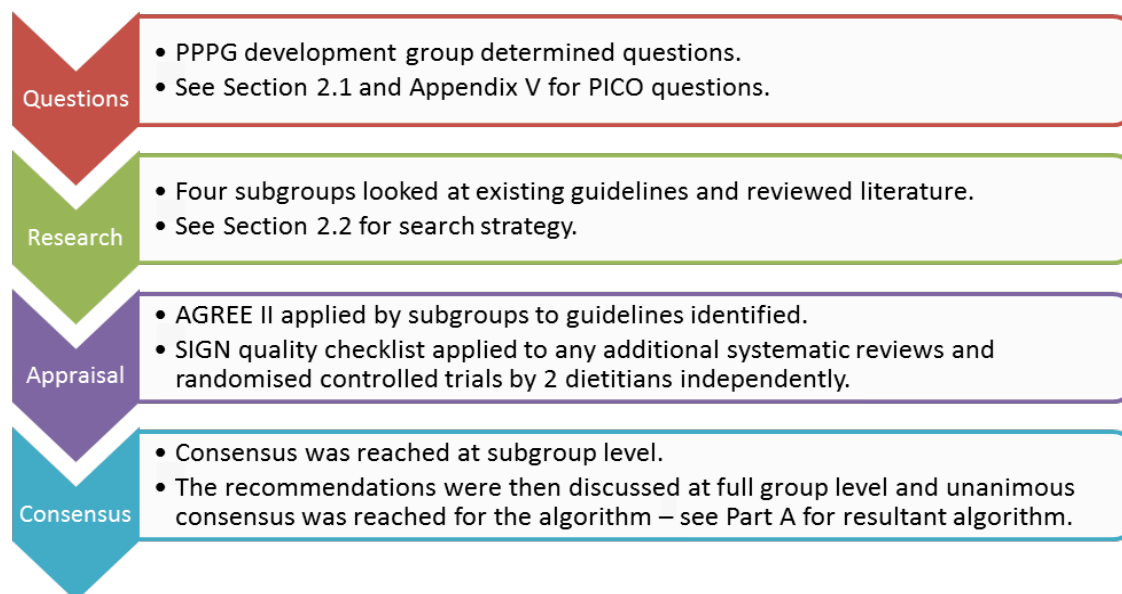 Questions
• PPPG development group determined questions.
• See Section 2.1 and Appendix V for PICO questions.
Research
• Four subgroups looked at existing guidelines and reviewed literature.
• See Section 2.2 for search strategy.
Appraisal
• AGREE II applied by subgroups to guidelines identified.
• SIGN quality checklist applied to any additional systematic reviews and
randomised controlled trials by 2 dietitians independently.
Consensus
• Consensus was reached at subgroup level.
• The recommendations were then discussed at full group level and unanimous
consensus was reached for the algorithm – see Part A for resultant algorithm.